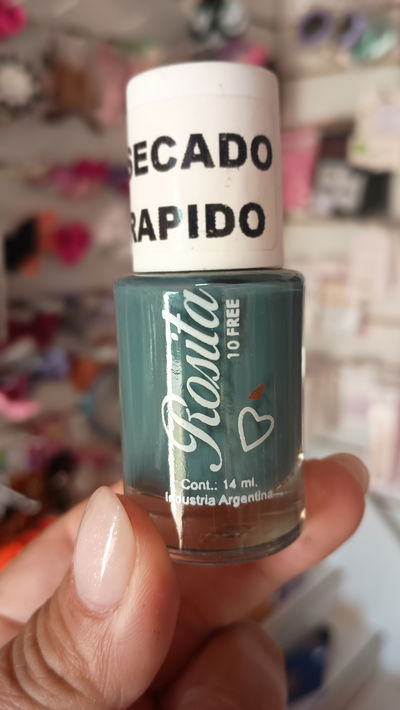 SECADO
RAPIDO
Rosita
10 FREE
Cont.: 14 ml.
Industria Argentina